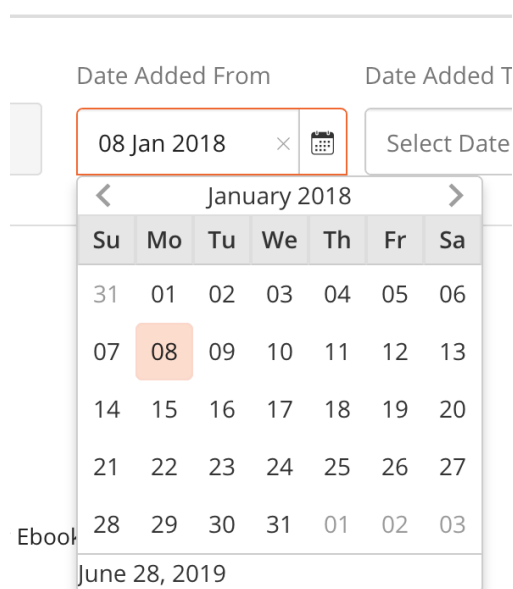 Date Added From Date Added T
08 Jan 2018 Select Date
January 2018
Su Mo Tu We Th Fr Sa
31 01 02 03 04 05 06
07 08 09 10 11 12 13
14 15 16 17 18 19 20
21 22 23 24 25 26 27
28 29 30 31 01 02 03
Ebook
June 28, 2019